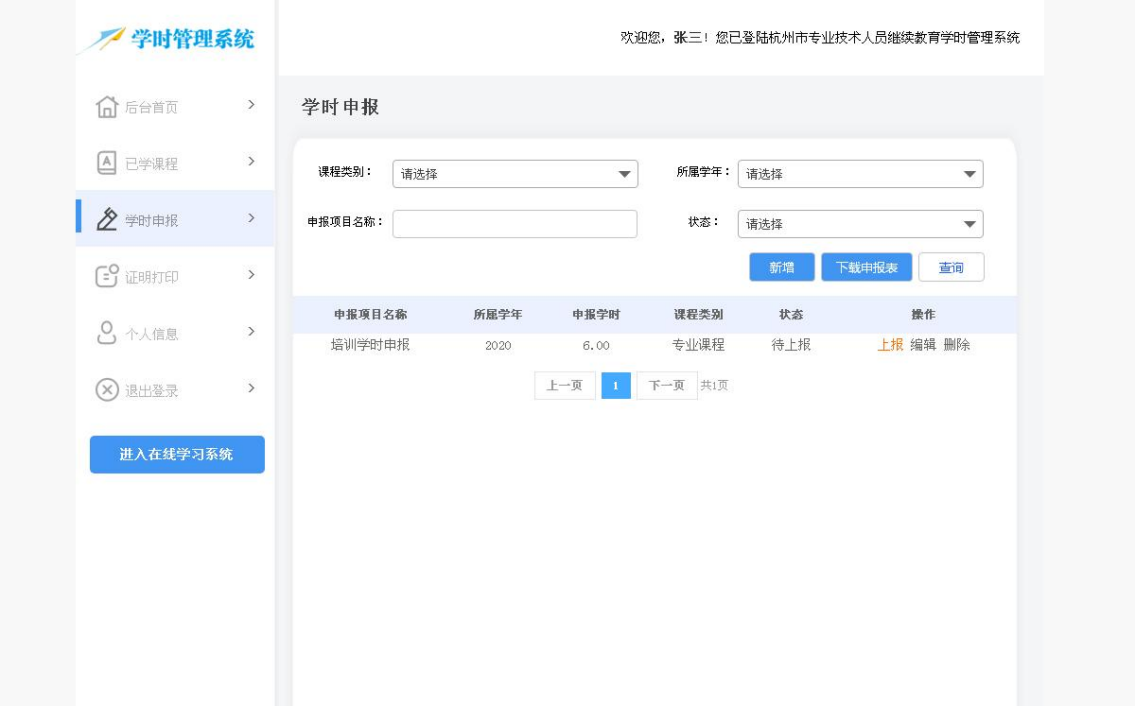 学时管理系统
欢迎您，张三！您已登陆杭州市专业技术人员继续教育学时管理系统
后台首页
已学课程
学时申报
证明打印
个人信息
退出登录
进入在线学习系统
学时申报
课程类别： 请选择 所属学年： 请选择
申报项目名称： 状态： 请选择
新增 下载申报表 查询
申报项目名称 所属学年 申报学时 课程类别 状态 操作
培训学时申报 2020 6.00 专业课程 待上报 上报 编辑 删除
上一页 1 下一页 共1页